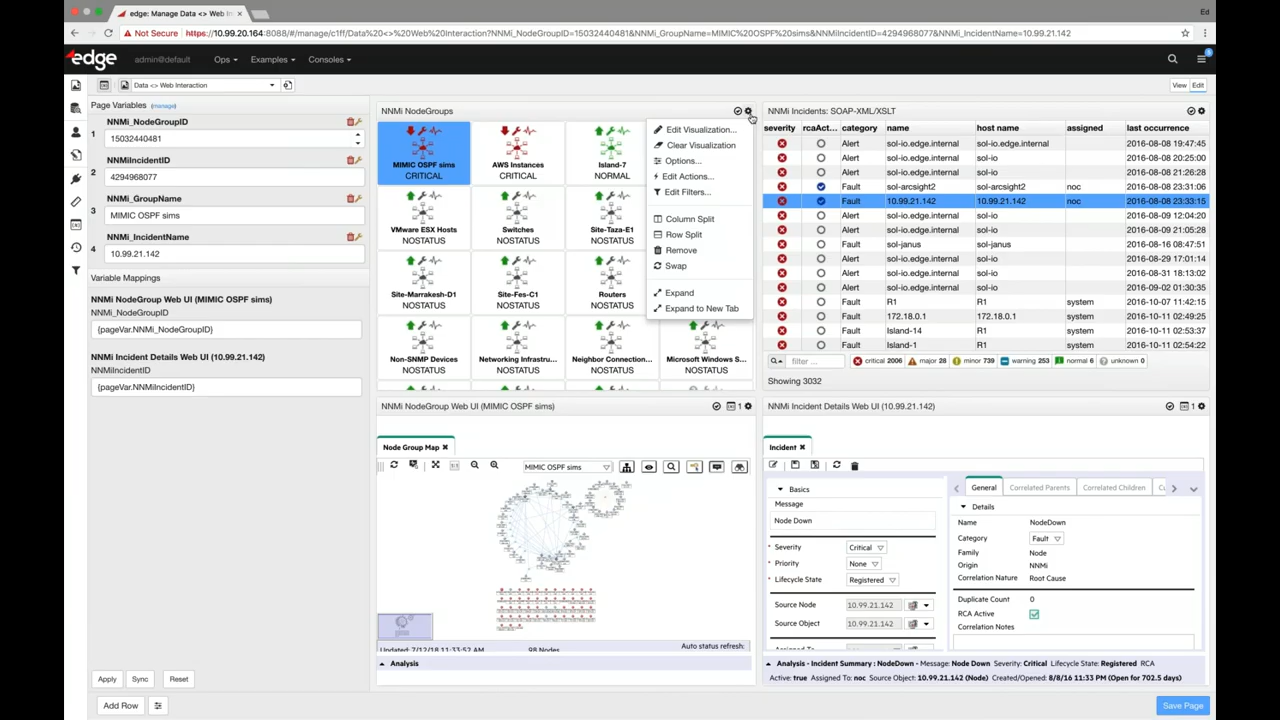 edge: Manage Data <> Web In
Ed
Not Secure https://10.99.20.164:8088/#/manage/c1ff/Data%20<>%20Web%20Interaction?NNMi_NodeGroupID=15032440481&NNMi_GroupName=MIMIC%20OSPF%20sims&NNMiIncidentID=4294968077&NNMi_IncidentName=10.99.21.142
edge admin@default Ops Examples Consoles 5
Data <> Web Interaction View Edit
Page Variables (manage)
1 NNMi_NodeGroupID
15032440481
2 NNMiIncidentID
4294968077
3 NNMi_GroupName
MIMIC OSPF sims
4 NNMi_IncidentName
10.99.21.142
Variable Mappings
NNMi NodeGroup Web UI (MIMIC OSPF sims)
NNMi_NodeGroupID
{pageVar.NNMi_NodeGroupID}
NNMi Incident Details Web UI (10.99.21.142)
NNMiIncidentID
{pageVar.NNMiIncidentID}
Apply Sync Reset
Add Row
Save Page
NNMi NodeGroups
MIMIC OSPF sims
CRITICAL
AWS Instances
CRITICAL
Island-7
NORMAL
VMware ESX Hosts
NOSTATUS
Switches
NOSTATUS
Site-Taza-E1
NOSTATUS
Site-Marrakesh-D1
NOSTATUS
Site-Fes-C1
NOSTATUS
Routers
NOSTATUS
Non-SNMP Devices
NOSTATUS
Networking Infrastru...
NOSTATUS
Neighbor Connection...
NOSTATUS
Microsoft Windows S...
NOSTATUS
Edit Visualization...
Clear Visualization
Options...
Edit Actions...
Edit Filters...
Column Split
Row Split
Remove
Swap
Expand
Expand to New Tab
NNMi Incidents: SOAP-XML/XSLT
severity rcaAct... category name host name assigned last occurrence
Alert sol-io.edge.internal sol-io.edge.internal 2016-08-08 19:47:45
Alert sol-io.edge.internal sol-io 2016-08-08 20:25:00
Alert sol-io.edge.internal sol-io 2016-08-08 21:26:28
Fault sol-arcsight2 sol-arcsight2 noc 2016-08-08 23:31:06
Fault 10.99.21.142 10.99.21.142 noc 2016-08-08 23:33:15
Alert sol-io.edge.internal sol-io 2016-08-09 12:04:20
Alert sol-io.edge.internal sol-io 2016-08-09 21:05:28
Fault sol-janus sol-janus 2016-08-16 08:47:51
Alert sol-io.edge.internal sol-io 2016-08-29 11:43:01
Alert sol-io.edge.internal sol-io 2016-08-31 18:13:02
Alert sol-io.edge.internal sol-io 2016-09-02 01:30:35
Fault R1 R1 system 2016-10-07 11:42:15
Fault 172.18.0.1 172.18.0.1 system 2016-10-11 02:49:25
Fault Island-14 R1 system 2016-10-11 02:53:37
Fault Island-1 R1 system 2016-10-11 02:54:22
filter ... critical 2006 major 28 minor 739 warning 253 normal 6 unknown 0
Showing 3032
NNMi NodeGroup Web UI (MIMIC OSPF sims) 1
Node Group Map
1:1 MIMIC OSPF sims
Updated: 7/12/18 11:33:52 AM 98 Nodes Auto status refresh:
Analysis
NNMi Incident Details Web UI (10.99.21.142) 1
Incident
Basics
Message
Node Down
* Severity Critical
* Priority None
* Lifecycle State Registered
Source Node 10.99.21.142
Source Object 10.99.21.142
Assigned To
General Correlated Parents Correlated Children
Details
Name NodeDown
Category Fault
Family Node
Origin NNMi
Correlation Nature Root Cause
Duplicate Count 0
RCA Active
Correlation Notes
Analysis - Incident Summary : NodeDown - Message: Node Down Severity: Critical Lifecycle State: Registered RCA
Active: true Assigned To: noc Source Object: 10.99.21.142 (Node) Created/Opened: 8/8/16 11:33 PM (Open for 702.5 days)